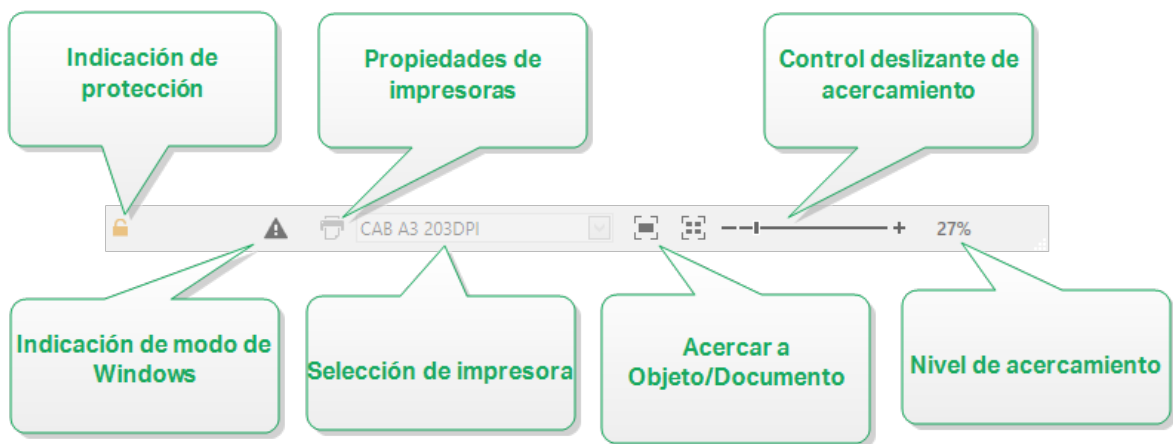 Indicación de
protección
Propiedades de
impresoras
Control deslizante de
acercamiento
CAB A3 203DPI
27%
Indicación de modo de
Windows
Selección de impresora
Acercar a
Objeto/Documento
Nivel de acercamiento